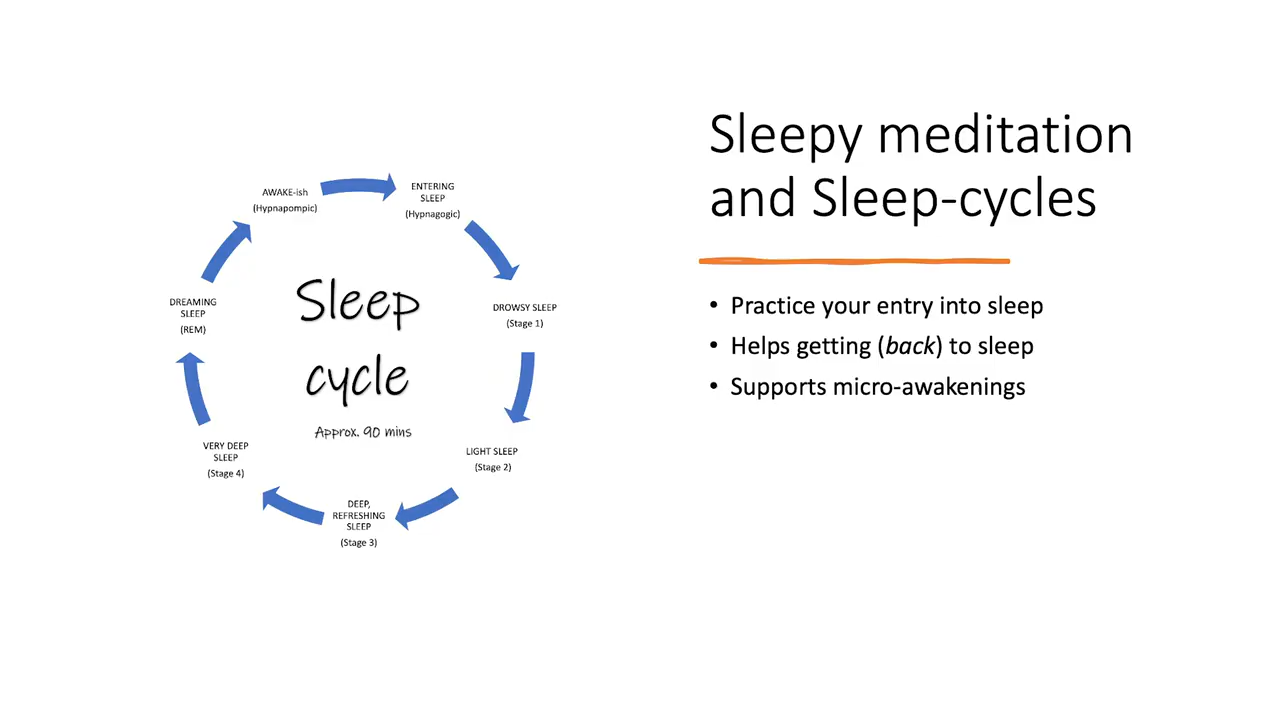 Sleepy meditation
and Sleep-cycles
• Practice your entry into sleep
• Helps getting (back) to sleep
• Supports micro-awakenings
Sleep
cycle
Approx. 90 mins
AWAKE-ish
(Hypnapompic)
ENTERING
SLEEP
(Hypnagogic)
DROWSY SLEEP
(Stage 1)
LIGHT SLEEP
(Stage 2)
DEEP,
REFRESHING
SLEEP
(Stage 3)
VERY DEEP
SLEEP
(Stage 4)
DREAMING
SLEEP
(REM)